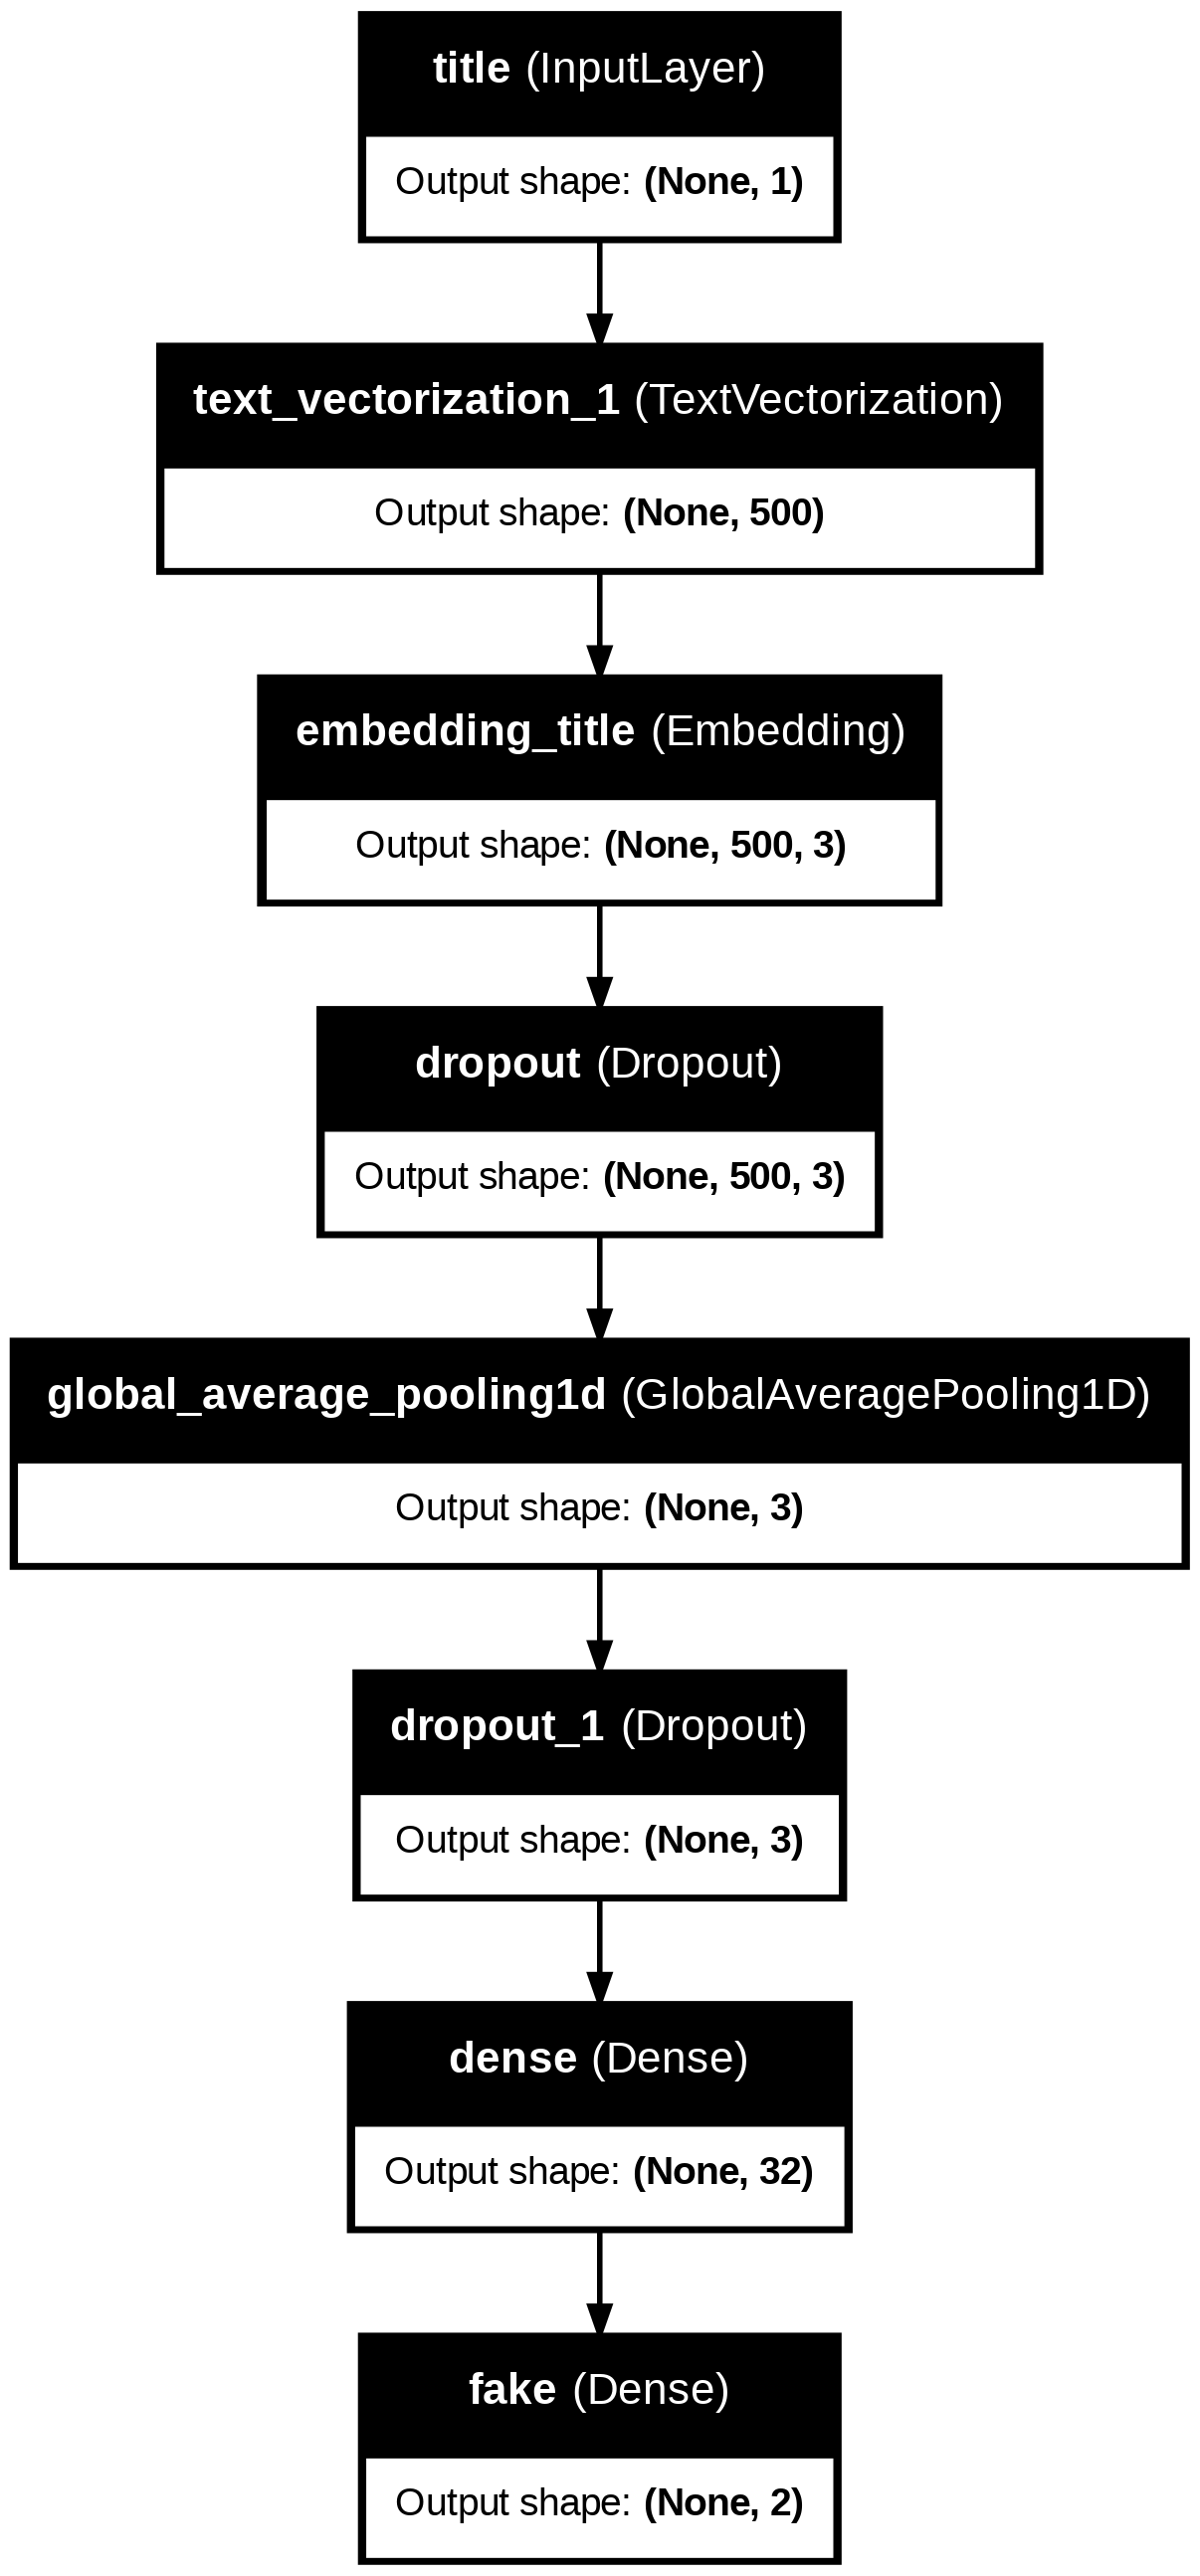 title (InputLayer)
Output shape: (None, 1)
text_vectorization_1 (TextVectorization)
Output shape: (None, 500)
embedding_title (Embedding)
Output shape: (None, 500, 3)
dropout (Dropout)
Output shape: (None, 500, 3)
global_average_pooling1d (GlobalAveragePooling1D)
Output shape: (None, 3)
dropout_1 (Dropout)
Output shape: (None, 3)
dense (Dense)
Output shape: (None, 32)
fake (Dense)
Output shape: (None, 2)